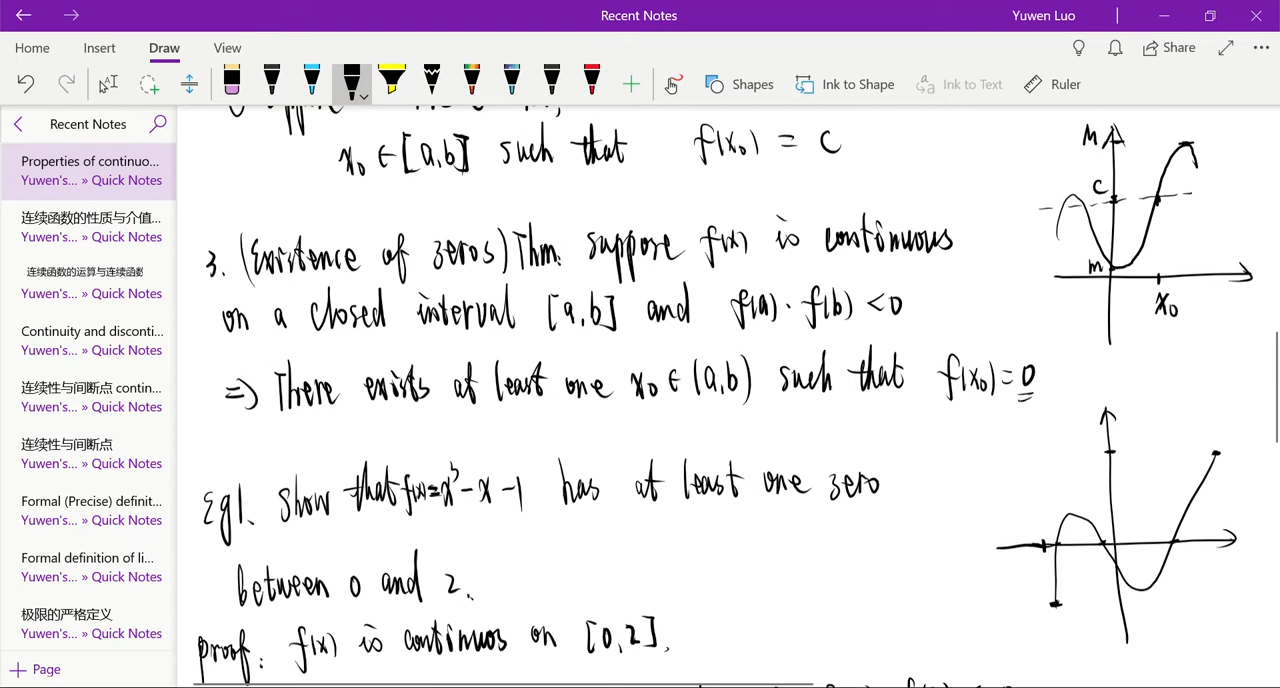 Recent Notes
Yuwen Luo
Home Insert Draw View
Share
Shapes
Ink to Shape
Ink to Text
Ruler
Recent Notes
Properties of continuo...
Yuwen's... » Quick Notes
连续函数的性质与介值...
Yuwen's... » Quick Notes
连续函数的运算与连续函数
Yuwen's... » Quick Notes
Continuity and disconti...
Yuwen's... » Quick Notes
连续性与间断点 contin...
Yuwen's... » Quick Notes
连续性与间断点
Yuwen's... » Quick Notes
Formal (Precise) definit...
Yuwen's... » Quick Notes
Formal definition of li...
Yuwen's... » Quick Notes
极限的严格定义
Yuwen's... » Quick Notes
Page
x₀ ∈ [a,b] such that f(x₀) = C
3. (Existence of zeros) Thm. suppose f(x) is continuous
on a closed interval [a,b] and f(a)·f(b) <0
=> There exists at least one x₀ ∈ (a,b) such that f(x₀)=0
Eg1. Show that f(x)=x³-x-1 has at least one zero
between 0 and 2.
proof: f(x) is continuos on [0,2].
M
C
m
x₀